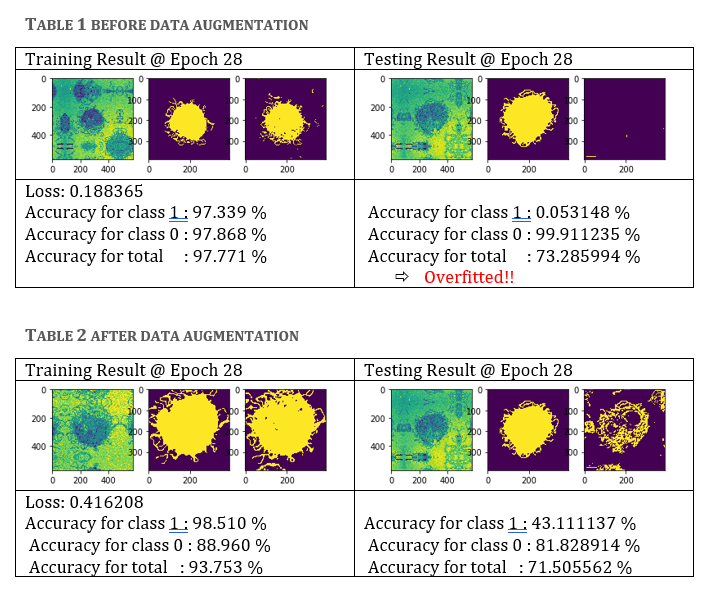 TABLE 1 BEFORE DATA AUGMENTATION
Training Result @ Epoch 28
Testing Result @ Epoch 28
0
200
400
0 200 400
0
100
200
300
0 200
0
100
200
300
0 200
0
200
400
0 200 400
0
100
200
300
0 200
0
100
200
300
0 200
Loss: 0.188365
Accuracy for class 1 : 97.339 %
Accuracy for class 0 : 97.868 %
Accuracy for total : 97.771 %
Accuracy for class 1 : 0.053148 %
Accuracy for class 0 : 99.911235 %
Accuracy for total : 73.285994 %
⇨ Overfitted!!
TABLE 2 AFTER DATA AUGMENTATION
Training Result @ Epoch 28
Testing Result @ Epoch 28
0
200
400
0 200 400
0
100
200
300
0 200
0
100
200
300
0 200
0
200
400
0 200 400
0
100
200
300
0 200
0
100
200
300
0 200
Loss: 0.416208
Accuracy for class 1 : 98.510 %
Accuracy for class 0 : 88.960 %
Accuracy for total : 93.753 %
Accuracy for class 1 : 43.111137 %
Accuracy for class 0 : 81.828914 %
Accuracy for total : 71.505562 %